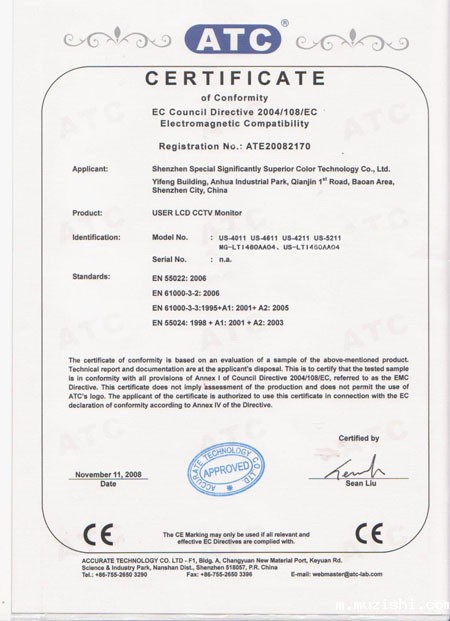 ATC ®
CERTIFICATE
of Conformity
EC Council Directive 2004/108/EC
Electromagnetic Compatibility
Registration No.: ATE20082170
Applicant: Shenzhen Special Significantly Superior Color Technology Co., Ltd.
Yifeng Building, Anhua Industrial Park, Qianjin 1st Road, Baoan Area,
Shenzhen City, China
Product: USER LCD CCTV Monitor
Identification: Model No. : US-4011 US-4611 US-4211 US-5211
MG-LTI460AA04. US-LTI400AA04
Serial No. : n.a.
Standards: EN 55022: 2006
EN 61000-3-2: 2006
EN 61000-3-3:1995+A1: 2001+ A2: 2005
EN 55024: 1998 + A1: 2001 + A2: 2003
The certificate of conformity is based on an evaluation of a sample of the above-mentioned product.
Technical report and documentation are at the applicant's disposal. This is to certify that the tested sample
is in conformity with all provisions of Annex I of Council Directive 2004/108/EC, referred to as the EMC
Directive. This certificate does not imply assessment of the production and does not permit the use of
ATC's logo. The applicant of the certificate is authorized to use this certificate in connection with the EC
declaration of conformity according to Annex IV of the Directive.
Certified by
ACCURATE TECHNOLOGY CO. LTD
APPROVED
November 11, 2008
Date
Sean Liu
CE
The CE Marking may only be used if all relevant and
effective EC Directives are complied with.
CE
ACCURATE TECHNOLOGY CO. LTD - F1, Bldg. A, Changyuan New Material Port, Keyuan Rd.
Science & Industry Park, Nanshan Dist., Shenzhen 518057, P.R. China
Tel.: +86-755-2650 3290 Fax: +86-755-2650 3396 E-mail: webmaster@atc-lab.com
m.muzishi.com